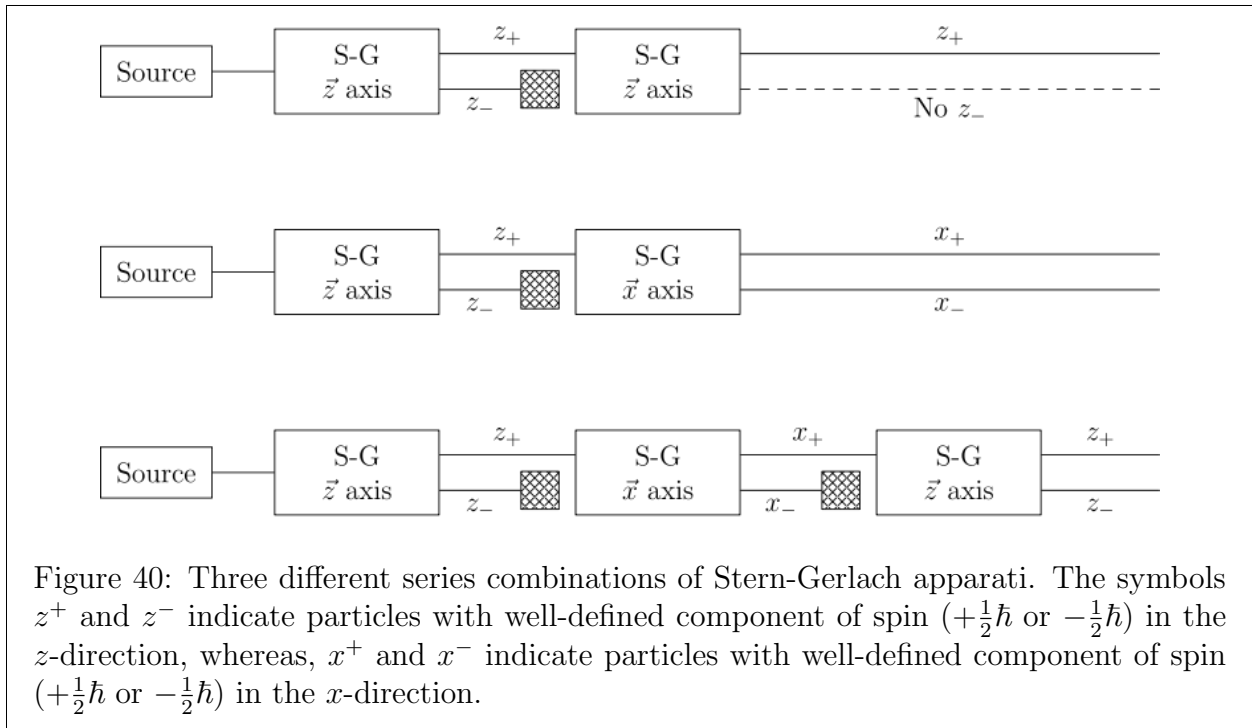 z₊ z₊
Source S-G z⃗ axis S-G z⃗ axis
z₋ No z₋
z₊ x₊
Source S-G z⃗ axis S-G x⃗ axis
z₋ x₋
z₊ x₊ z₊
Source S-G z⃗ axis S-G x⃗ axis S-G z⃗ axis
z₋ x₋ z₋
Figure 40: Three different series combinations of Stern-Gerlach apparati. The symbols
z⁺ and z⁻ indicate particles with well-defined component of spin (+½ħ or −½ħ) in the
z-direction, whereas, x⁺ and x⁻ indicate particles with well-defined component of spin
(+½ħ or −½ħ) in the x-direction.